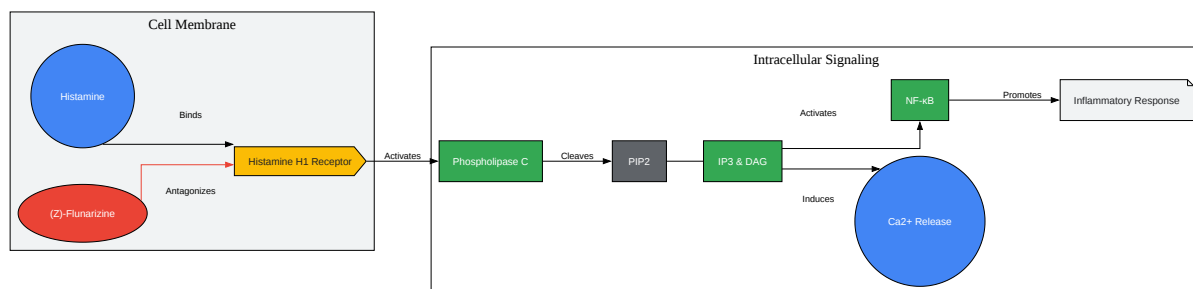 Cell Membrane
Histamine
Binds
Histamine H1 Receptor
Antagonizes
(Z)-Flunarizine
Activates
Intracellular Signaling
Phospholipase C
Cleaves
PIP2
IP3 & DAG
Activates
NF-κB
Promotes
Inflammatory Response
Induces
Ca2+ Release